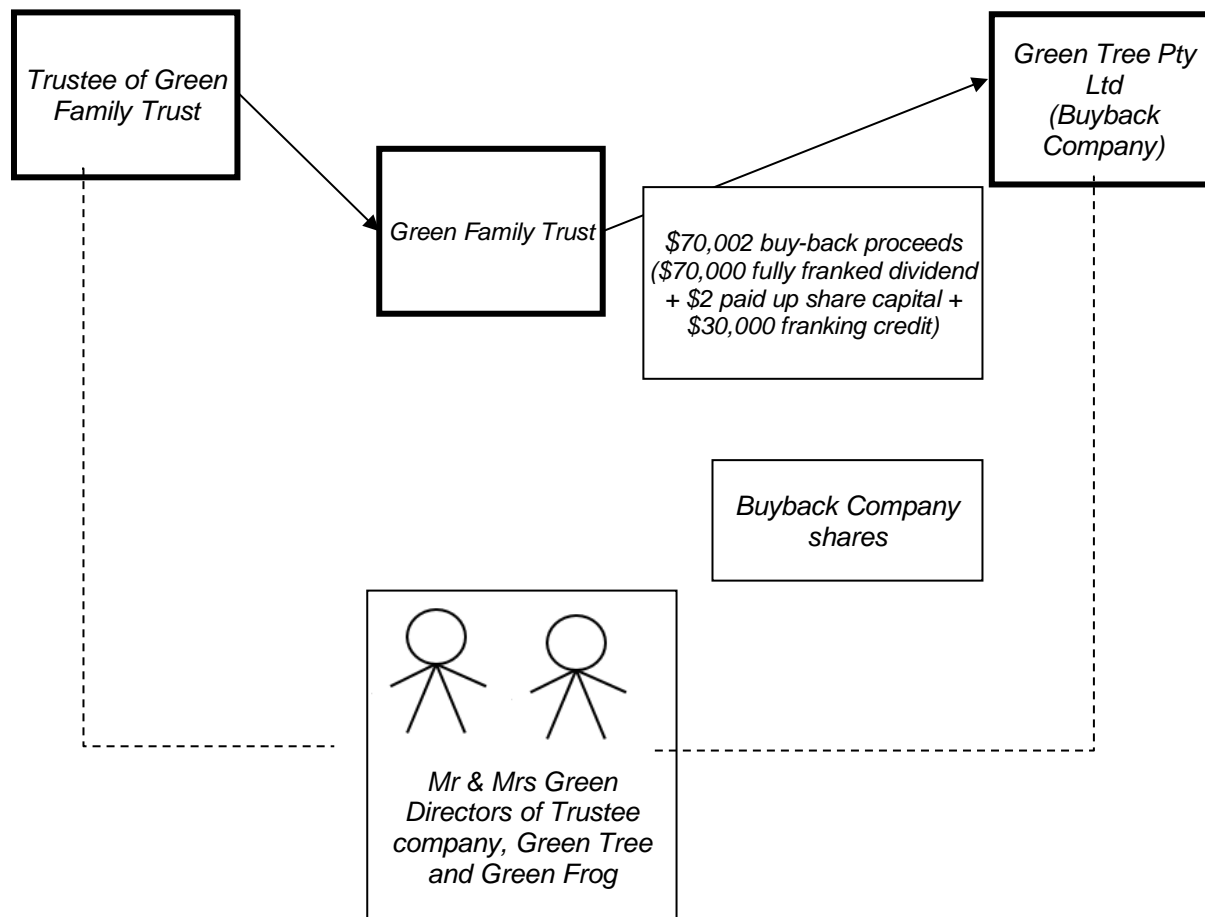 Trustee of Green
Family Trust
Green Tree Pty
Ltd
(Buyback
Company)
Green Family Trust
$70,002 buy-back proceeds
($70,000 fully franked dividend
+ $2 paid up share capital +
$30,000 franking credit)
Buyback Company
shares
Mr & Mrs Green
Directors of Trustee
company, Green Tree
and Green Frog